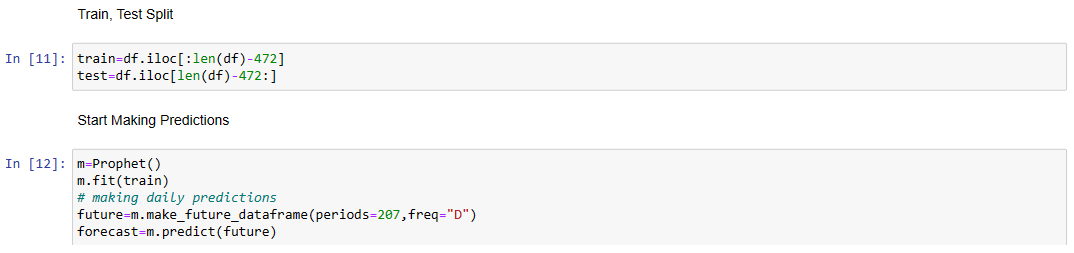 Train, Test Split
In [11]: train=df.iloc[:len(df)-472]
test=df.iloc[len(df)-472:]
Start Making Predictions
In [12]: m=Prophet()
m.fit(train)
# making daily predictions
future=m.make_future_dataframe(periods=207,freq="D")
forecast=m.predict(future)